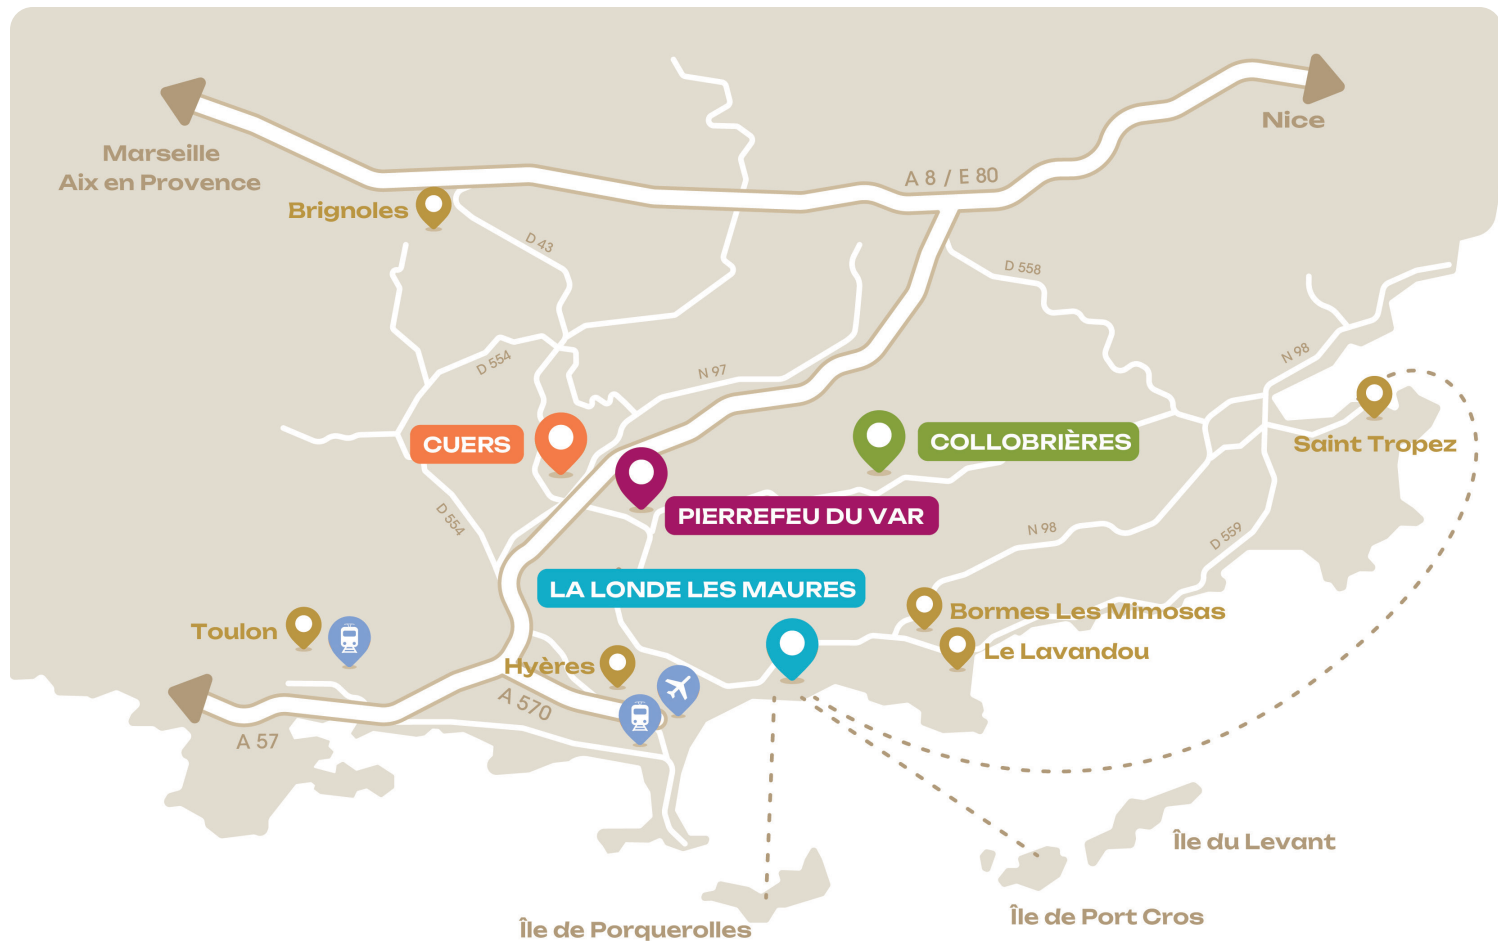 Nice
Marseille
Aix en Provence
A 8 / E 80
Brignoles
D 43
D 558
N 98
D 554
N 97
CUERS
COLLOBRIÈRES
Saint Tropez
D 554
PIERREFEU DU VAR
N 98
D 559
LA LONDE LES MAURES
Bormes Les Mimosas
Toulon
Le Lavandou
Hyères
A 570
A 57
Île du Levant
Île de Port Cros
Île de Porquerolles